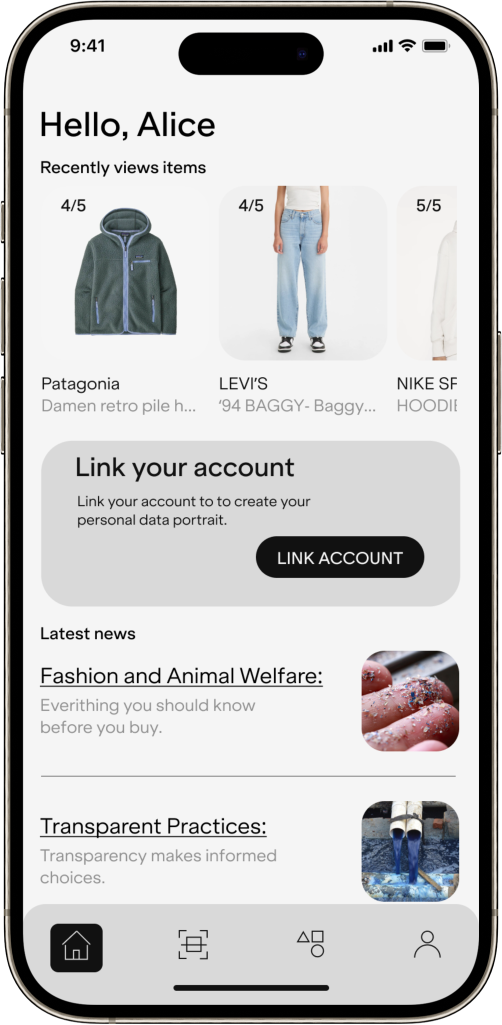 9:41
Hello, Alice
Recently views items
4/5
4/5
5/5
Patagonia
LEVI'S
NIKE SF
Damen retro pile h...
'94 BAGGY- Baggy...
HOODIE
Link your account
Link your account to to create your
personal data portrait.
LINK ACCOUNT
Latest news
Fashion and Animal Welfare:
Everithing you should know
before you buy.
Transparent Practices:
Transparency makes informed
choices.